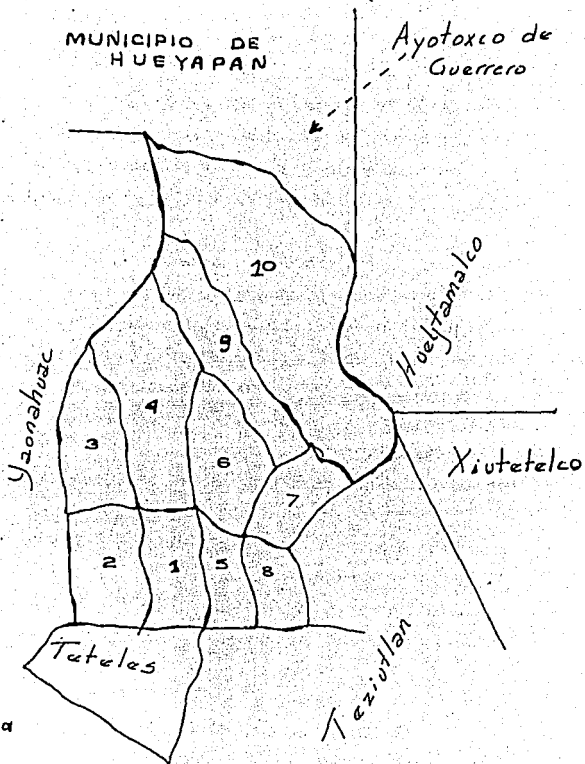 MUNICIPIO DE
HUEYAPAN
Ayotoxco de
Guerrero
10
Hueytamalco
9
Yaonahuac
4
3
6
Xiutetelco
7
2
1
5
8
Teteles
Teziutlan
a